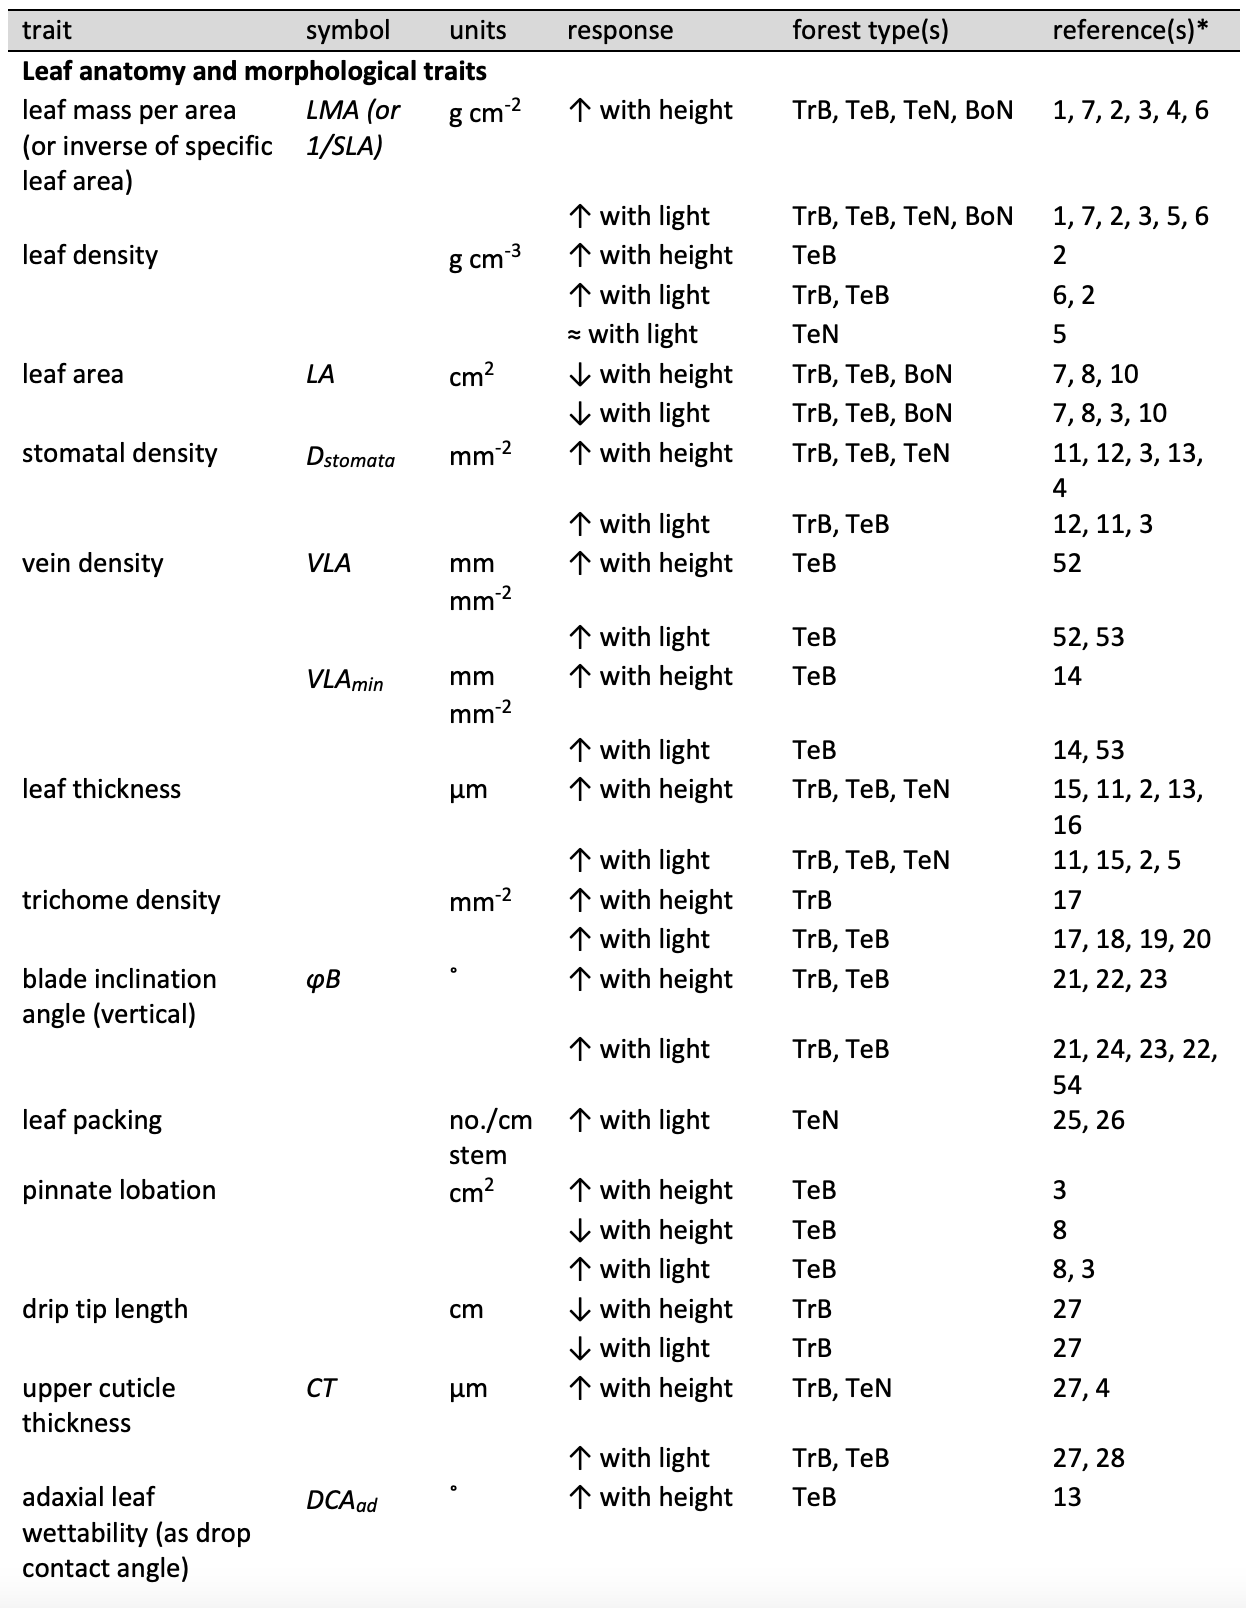 trait symbol units response forest type(s) reference(s)*
Leaf anatomy and morphological traits
leaf mass per area LMA (or g cm-2 ↑ with height TrB, TeB, TeN, BoN 1, 7, 2, 3, 4, 6
(or inverse of specific 1/SLA)
leaf area)
↑ with light TrB, TeB, TeN, BoN 1, 7, 2, 3, 5, 6
leaf density g cm-3 ↑ with height TeB 2
↑ with light TrB, TeB 6, 2
≈ with light TeN 5
leaf area LA cm2 ↓ with height TrB, TeB, BoN 7, 8, 10
↓ with light TrB, TeB, BoN 7, 8, 3, 10
stomatal density Dstomata mm-2 ↑ with height TrB, TeB, TeN 11, 12, 3, 13,
4
↑ with light TrB, TeB 12, 11, 3
vein density VLA mm ↑ with height TeB 52
mm-2
↑ with light TeB 52, 53
VLAmin mm ↑ with height TeB 14
mm-2
↑ with light TeB 14, 53
leaf thickness μm ↑ with height TrB, TeB, TeN 15, 11, 2, 13,
16
↑ with light TrB, TeB, TeN 11, 15, 2, 5
trichome density mm-2 ↑ with height TrB 17
↑ with light TrB, TeB 17, 18, 19, 20
blade inclination φB ° ↑ with height TrB, TeB 21, 22, 23
angle (vertical)
↑ with light TrB, TeB 21, 24, 23, 22,
54
leaf packing no./cm ↑ with light TeN 25, 26
stem
pinnate lobation cm2 ↑ with height TeB 3
↓ with height TeB 8
↑ with light TeB 8, 3
drip tip length cm ↓ with height TrB 27
↓ with light TrB 27
upper cuticle CT μm ↑ with height TrB, TeN 27, 4
thickness
↑ with light TrB, TeB 27, 28
adaxial leaf DCAad ° ↑ with height TeB 13
wettability (as drop
contact angle)